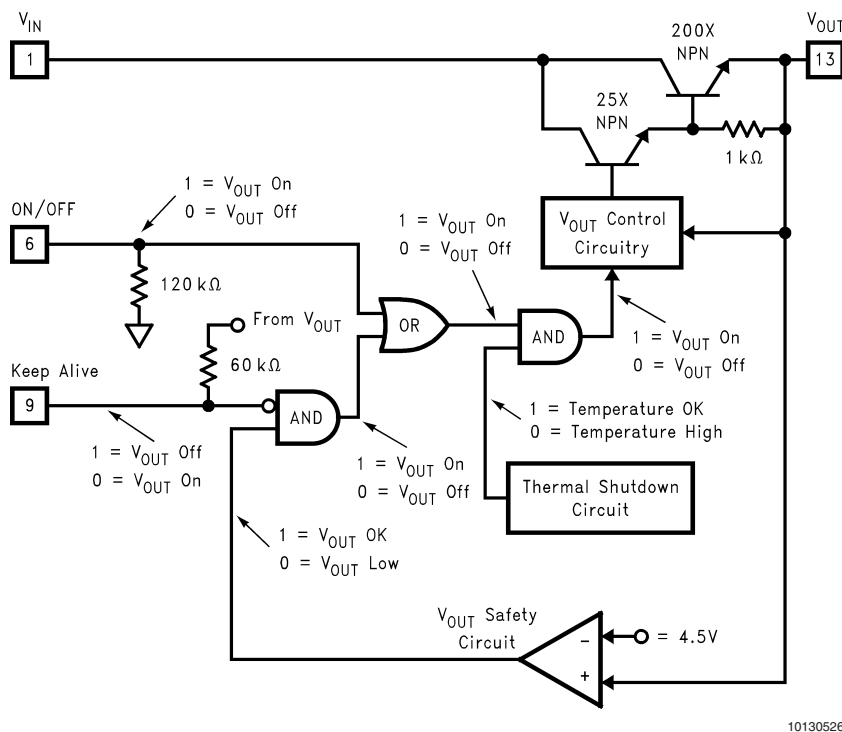 V_IN
1
200X
NPN
V_OUT
13
25X
NPN
1 kΩ
1 = V_OUT On
0 = V_OUT Off
ON/OFF
6
120 kΩ
1 = V_OUT On
0 = V_OUT Off
V_OUT Control
Circuitry
From V_OUT
OR
AND
1 = V_OUT On
0 = V_OUT Off
60 kΩ
Keep Alive
9
AND
1 = Temperature OK
0 = Temperature High
1 = V_OUT Off
0 = V_OUT On
1 = V_OUT On
0 = V_OUT Off
Thermal Shutdown
Circuit
1 = V_OUT OK
0 = V_OUT Low
V_OUT Safety
Circuit
−
= 4.5V
+
10130526